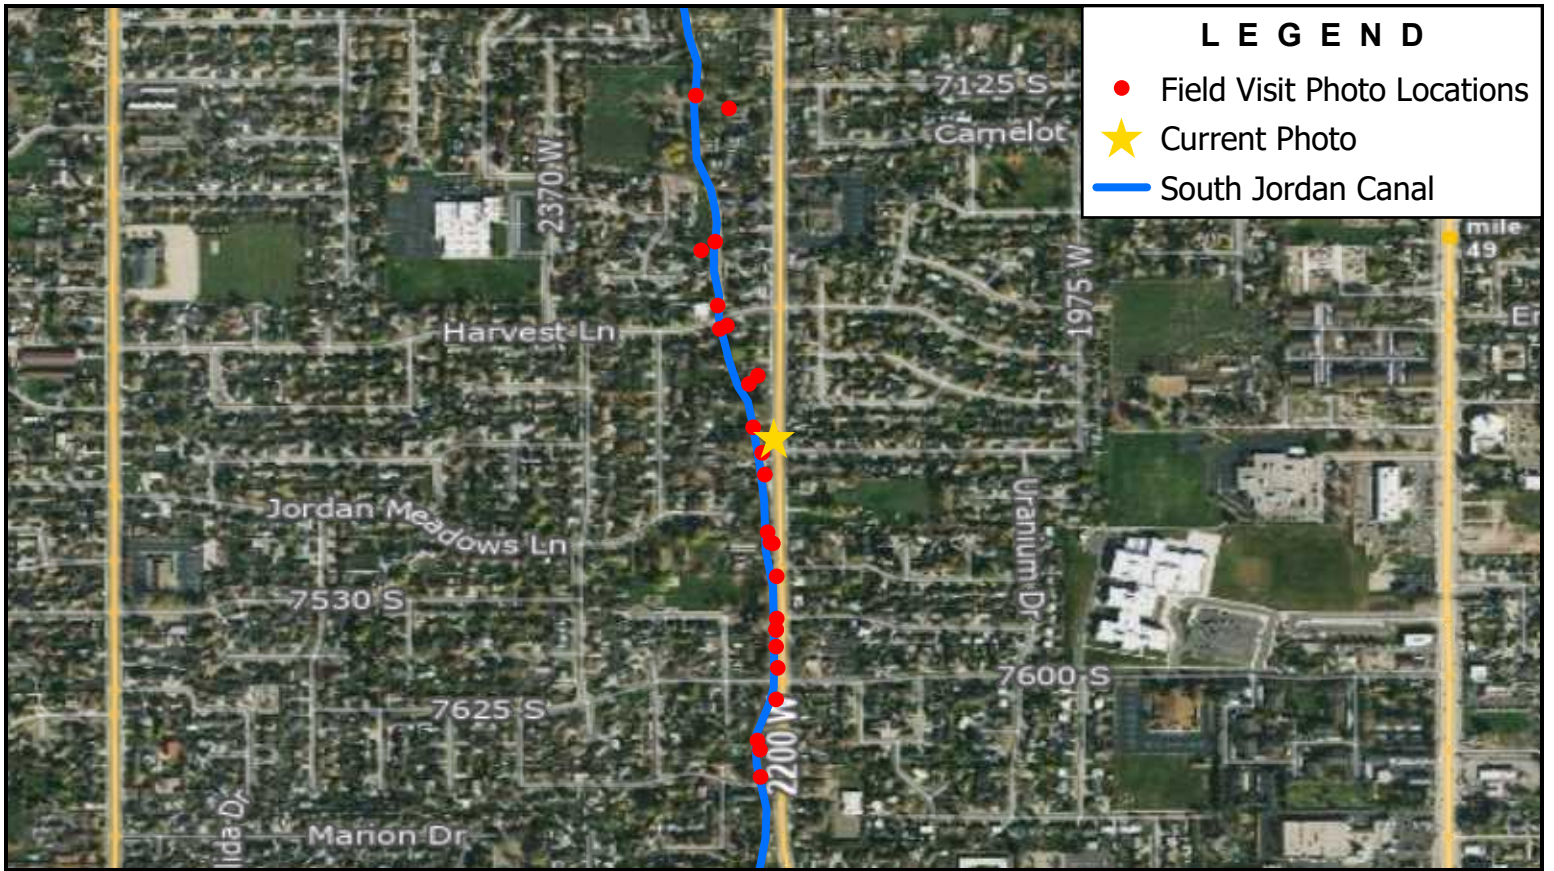 L E G E N D
Field Visit Photo Locations
Current Photo
South Jordan Canal
7125 S
Camelot
2370 W
mile
49
1975 W
Harvest Ln
Jordan Meadows Ln
Uranium Dr
7530 S
7600 S
7625 S
2200 W
Marion Dr